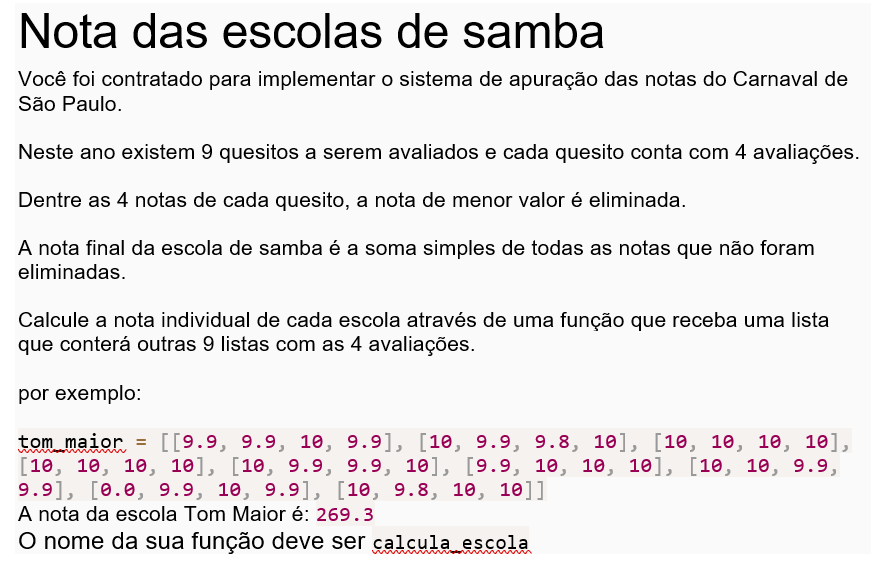 Nota das escolas de samba
Você foi contratado para implementar o sistema de apuração das notas do Carnaval de
São Paulo.
Neste ano existem 9 quesitos a serem avaliados e cada quesito conta com 4 avaliações.
Dentre as 4 notas de cada quesito, a nota de menor valor é eliminada.
A nota final da escola de samba é a soma simples de todas as notas que não foram
eliminadas.
Calcule a nota individual de cada escola através de uma função que receba uma lista
que conterá outras 9 listas com as 4 avaliações.
por exemplo:
tom_maior = [[9.9, 9.9, 10, 9.9], [10, 9.9, 9.8, 10], [10, 10, 10, 10],
[10, 10, 10, 10], [10, 9.9, 9.9, 10], [9.9, 10, 10, 10], [10, 10, 9.9,
9.9], [0.0, 9.9, 10, 9.9], [10, 9.8, 10, 10]]
A nota da escola Tom Maior é: 269.3
O nome da sua função deve ser calcula_escola